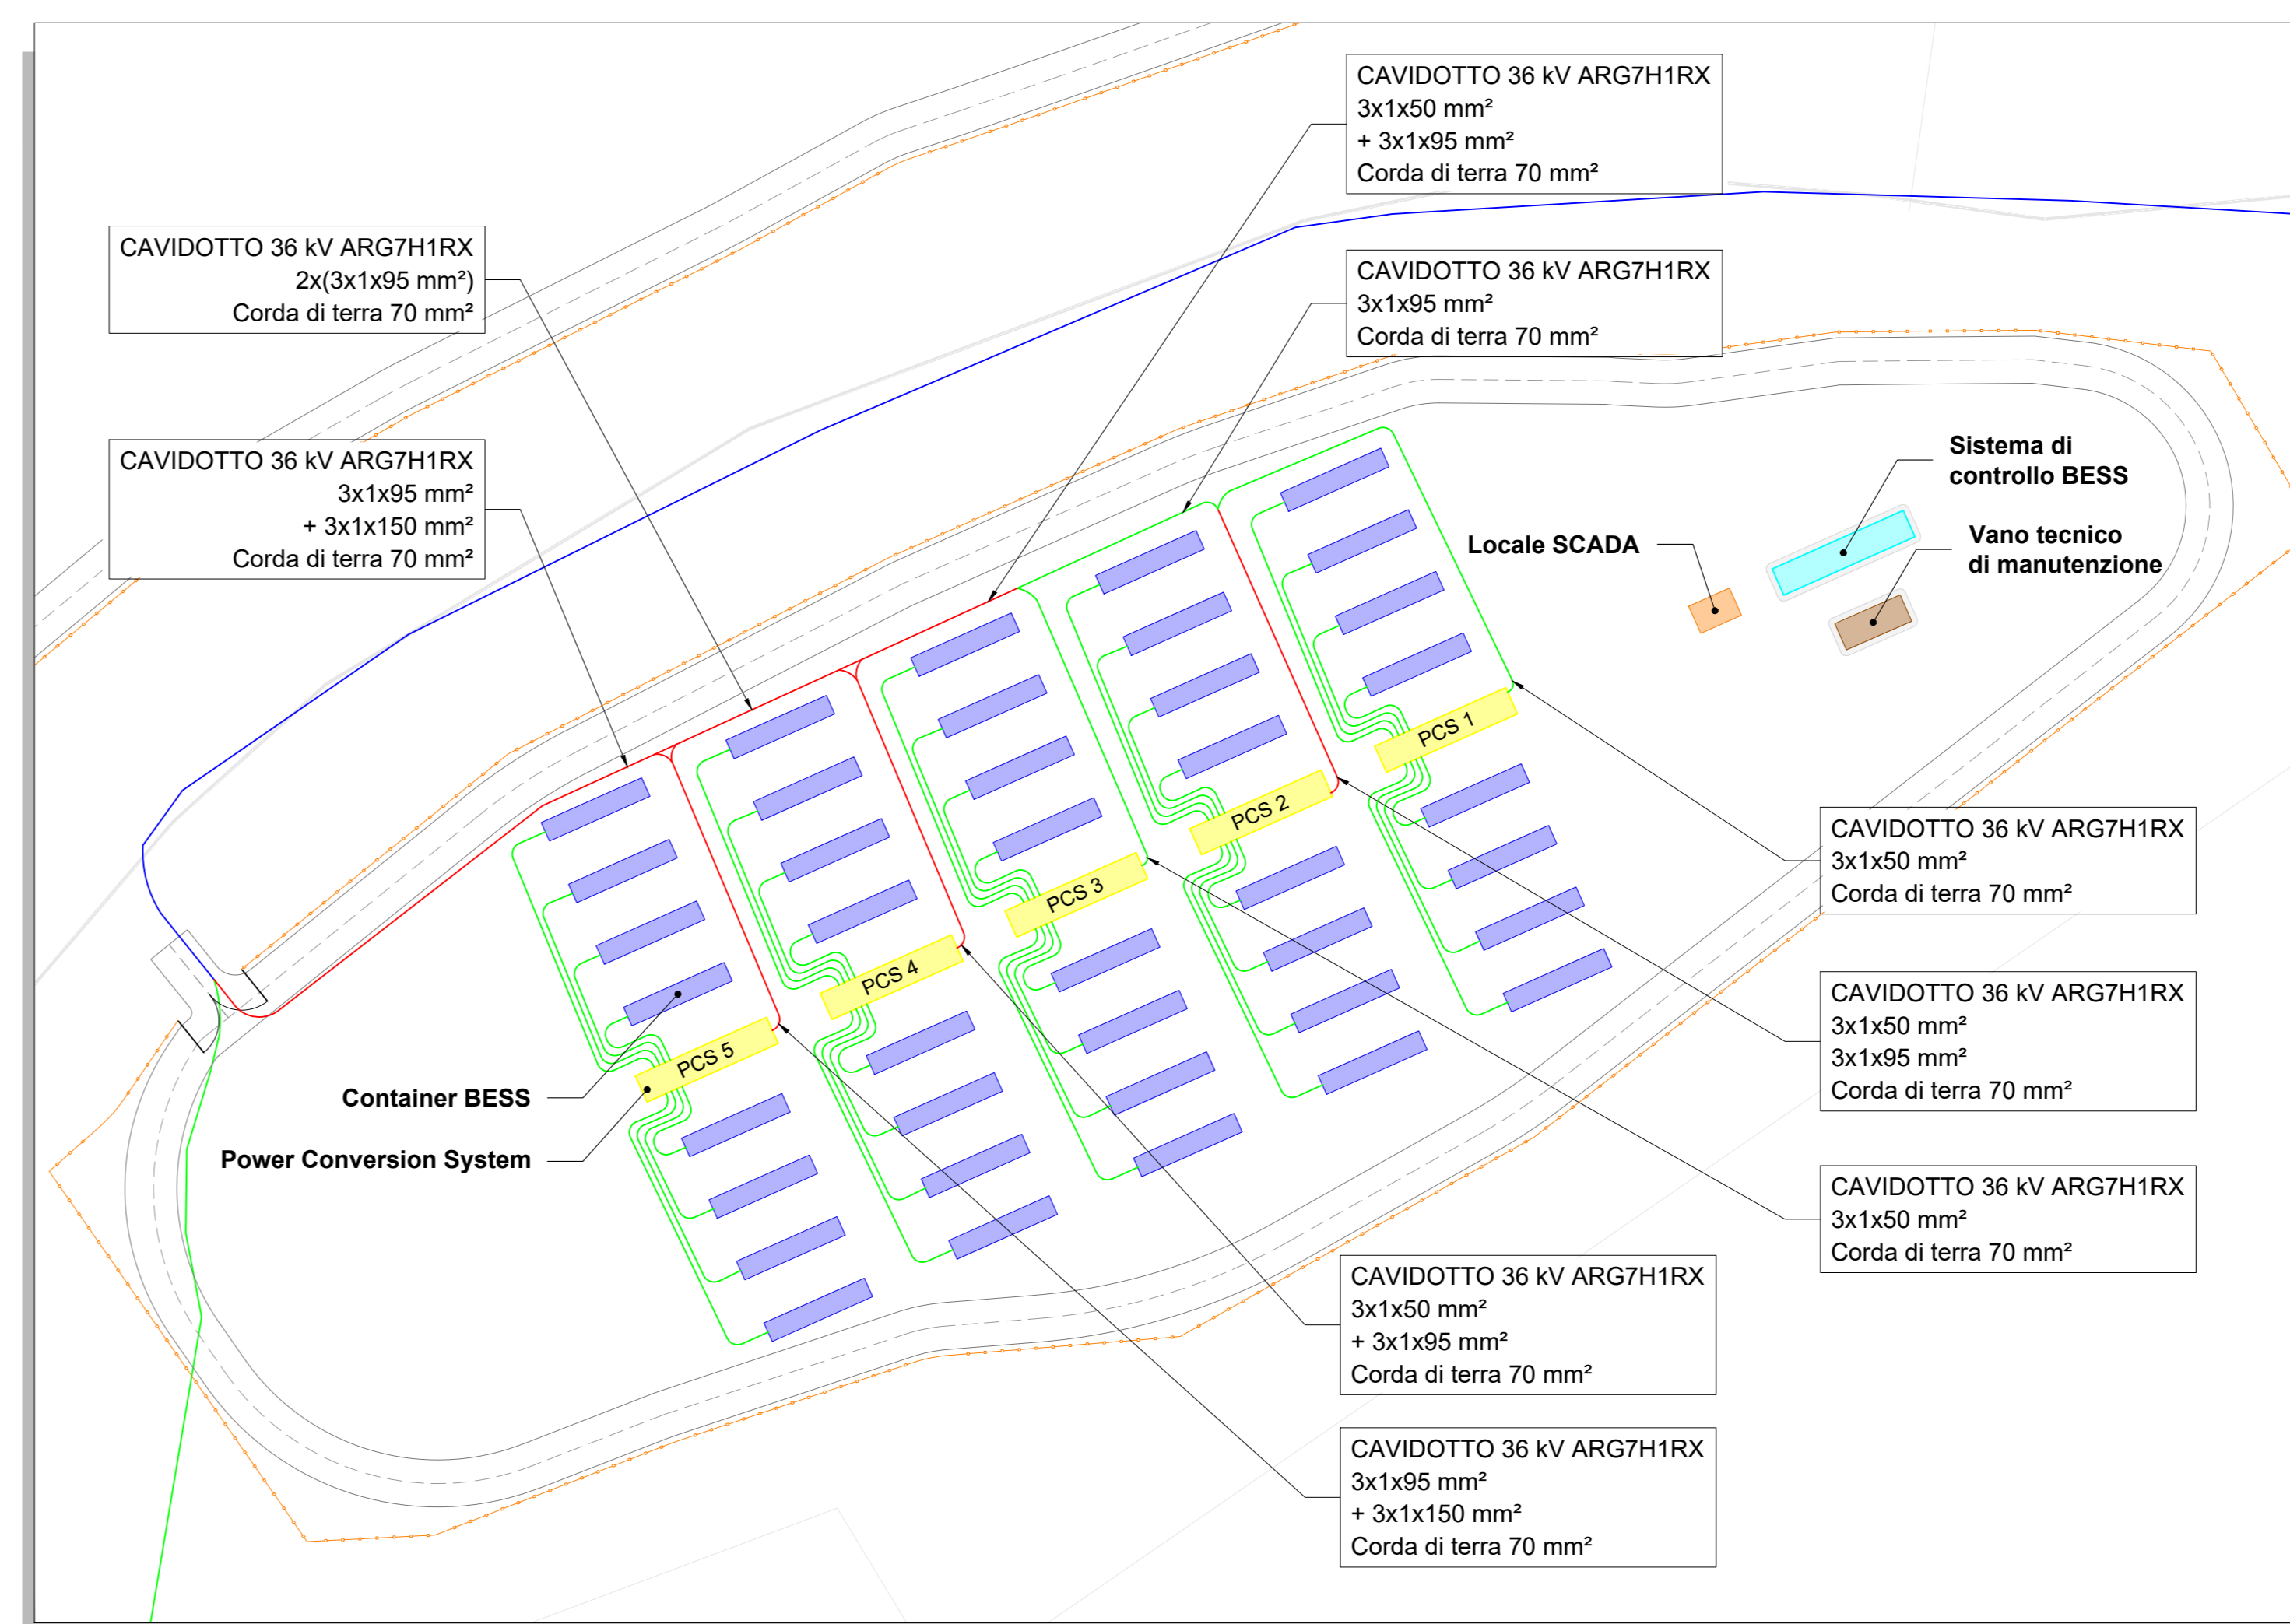 CAVIDOTTO 36 kV ARG7H1RX
3x1x50 mm²
+ 3x1x95 mm²
Corda di terra 70 mm²
CAVIDOTTO 36 kV ARG7H1RX
2x(3x1x95 mm²)
Corda di terra 70 mm²
CAVIDOTTO 36 kV ARG7H1RX
3x1x95 mm²
Corda di terra 70 mm²
CAVIDOTTO 36 kV ARG7H1RX
3x1x95 mm²
+ 3x1x150 mm²
Corda di terra 70 mm²
Sistema di
controllo BESS
Locale SCADA
Vano tecnico
di manutenzione
PCS 1
PCS 2
PCS 3
PCS 4
PCS 5
Container BESS
Power Conversion System
CAVIDOTTO 36 kV ARG7H1RX
3x1x50 mm²
Corda di terra 70 mm²
CAVIDOTTO 36 kV ARG7H1RX
3x1x50 mm²
3x1x95 mm²
Corda di terra 70 mm²
CAVIDOTTO 36 kV ARG7H1RX
3x1x50 mm²
Corda di terra 70 mm²
CAVIDOTTO 36 kV ARG7H1RX
3x1x50 mm²
+ 3x1x95 mm²
Corda di terra 70 mm²
CAVIDOTTO 36 kV ARG7H1RX
3x1x95 mm²
+ 3x1x150 mm²
Corda di terra 70 mm²